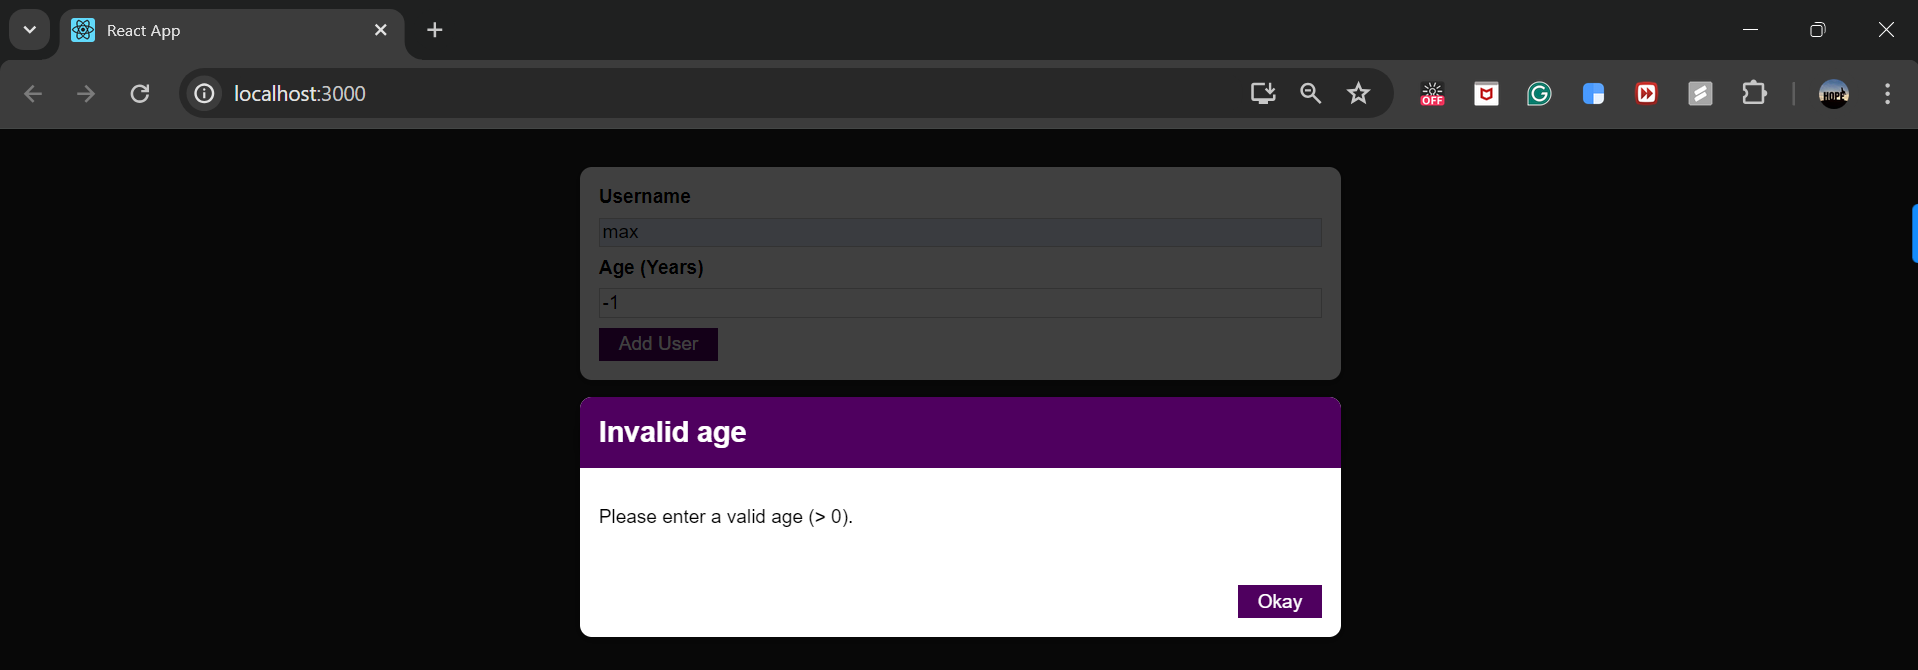 React App
localhost:3000
OFF
HOPE
Username
max
Age (Years)
-1
Add User
Invalid age
Please enter a valid age (> 0).
Okay